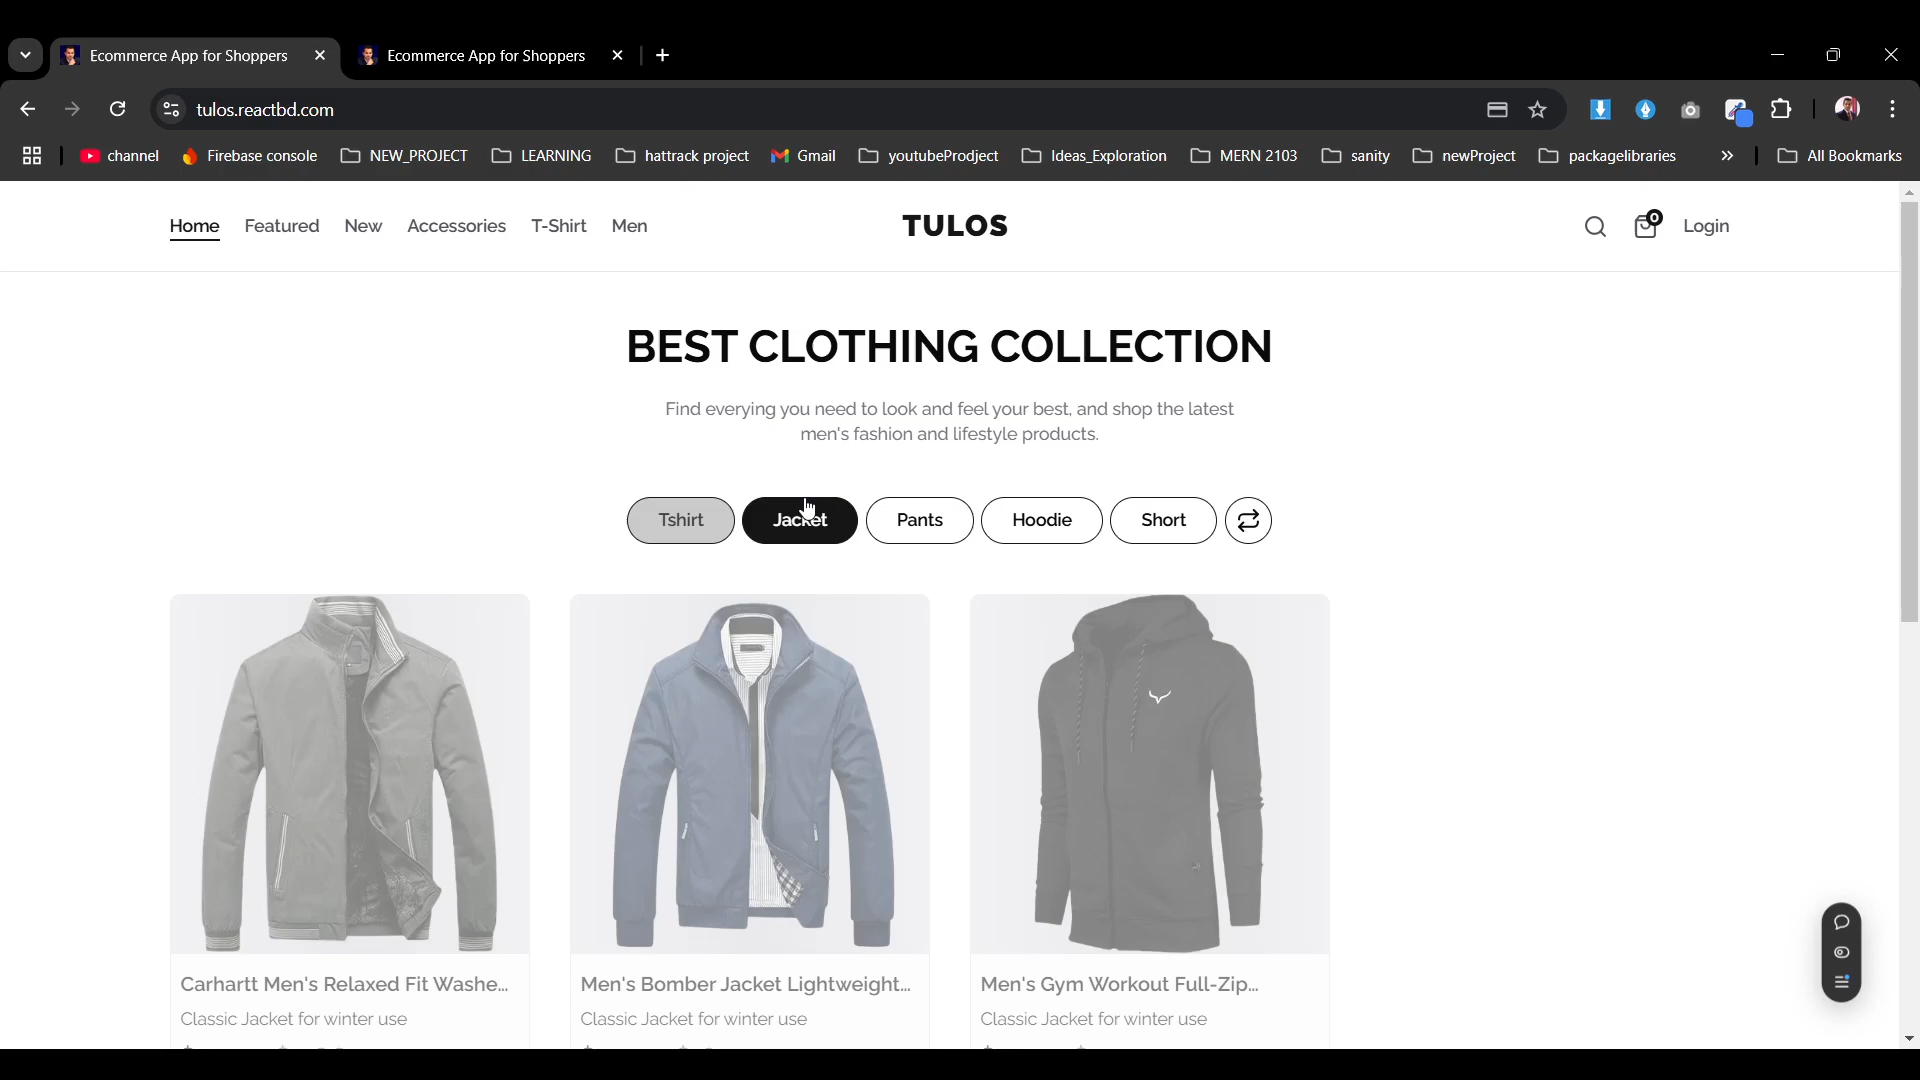 Ecommerce App for Shoppers
Ecommerce App for Shoppers
tulos.reactbd.com
channel
Firebase console
NEW_PROJECT
LEARNING
hattrack project
Gmail
youtubeProdject
Ideas_Exploration
MERN 2103
sanity
newProject
packagelibraries
All Bookmarks
Home
Featured
New
Accessories
T-Shirt
Men
TULOS
0
Login
BEST CLOTHING COLLECTION
Find everying you need to look and feel your best, and shop the latest
men's fashion and lifestyle products.
Tshirt
Jacket
Pants
Hoodie
Short
Carhartt Men's Relaxed Fit Washe...
Men's Bomber Jacket Lightweight...
Men's Gym Workout Full-Zip...
Classic Jacket for winter use
Classic Jacket for winter use
Classic Jacket for winter use